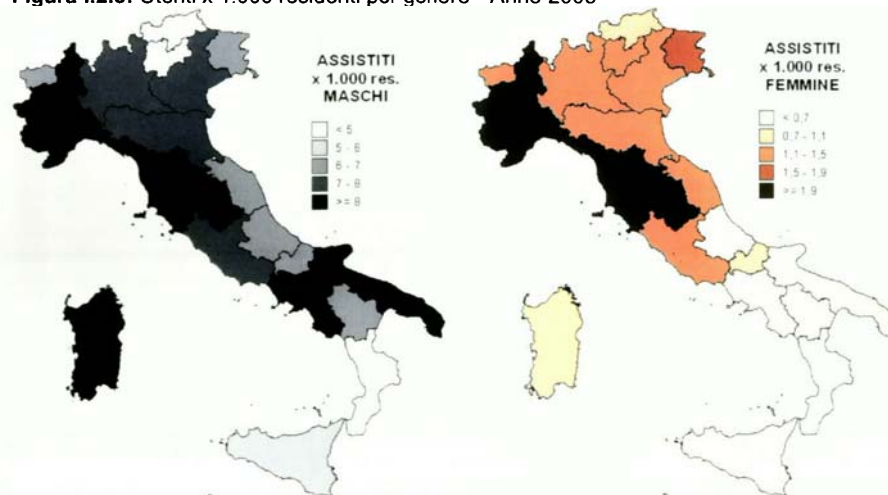 ASSISTITI
x 1.000 res.
MASCHI
< 5
5 - 6
6 - 7
7 - 8
>= 8
ASSISTITI
x 1.000 res.
FEMMINE
< 0,7
0,7 - 1,1
1,1 - 1,5
1,5 - 1,9
>= 1,9